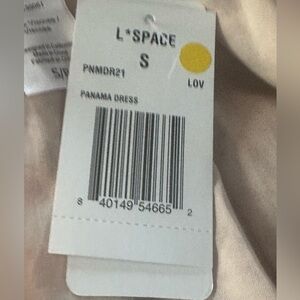 L*SPACE
S
PNMDR21
LOV
PANAMA DRESS
8 40149 54665 2